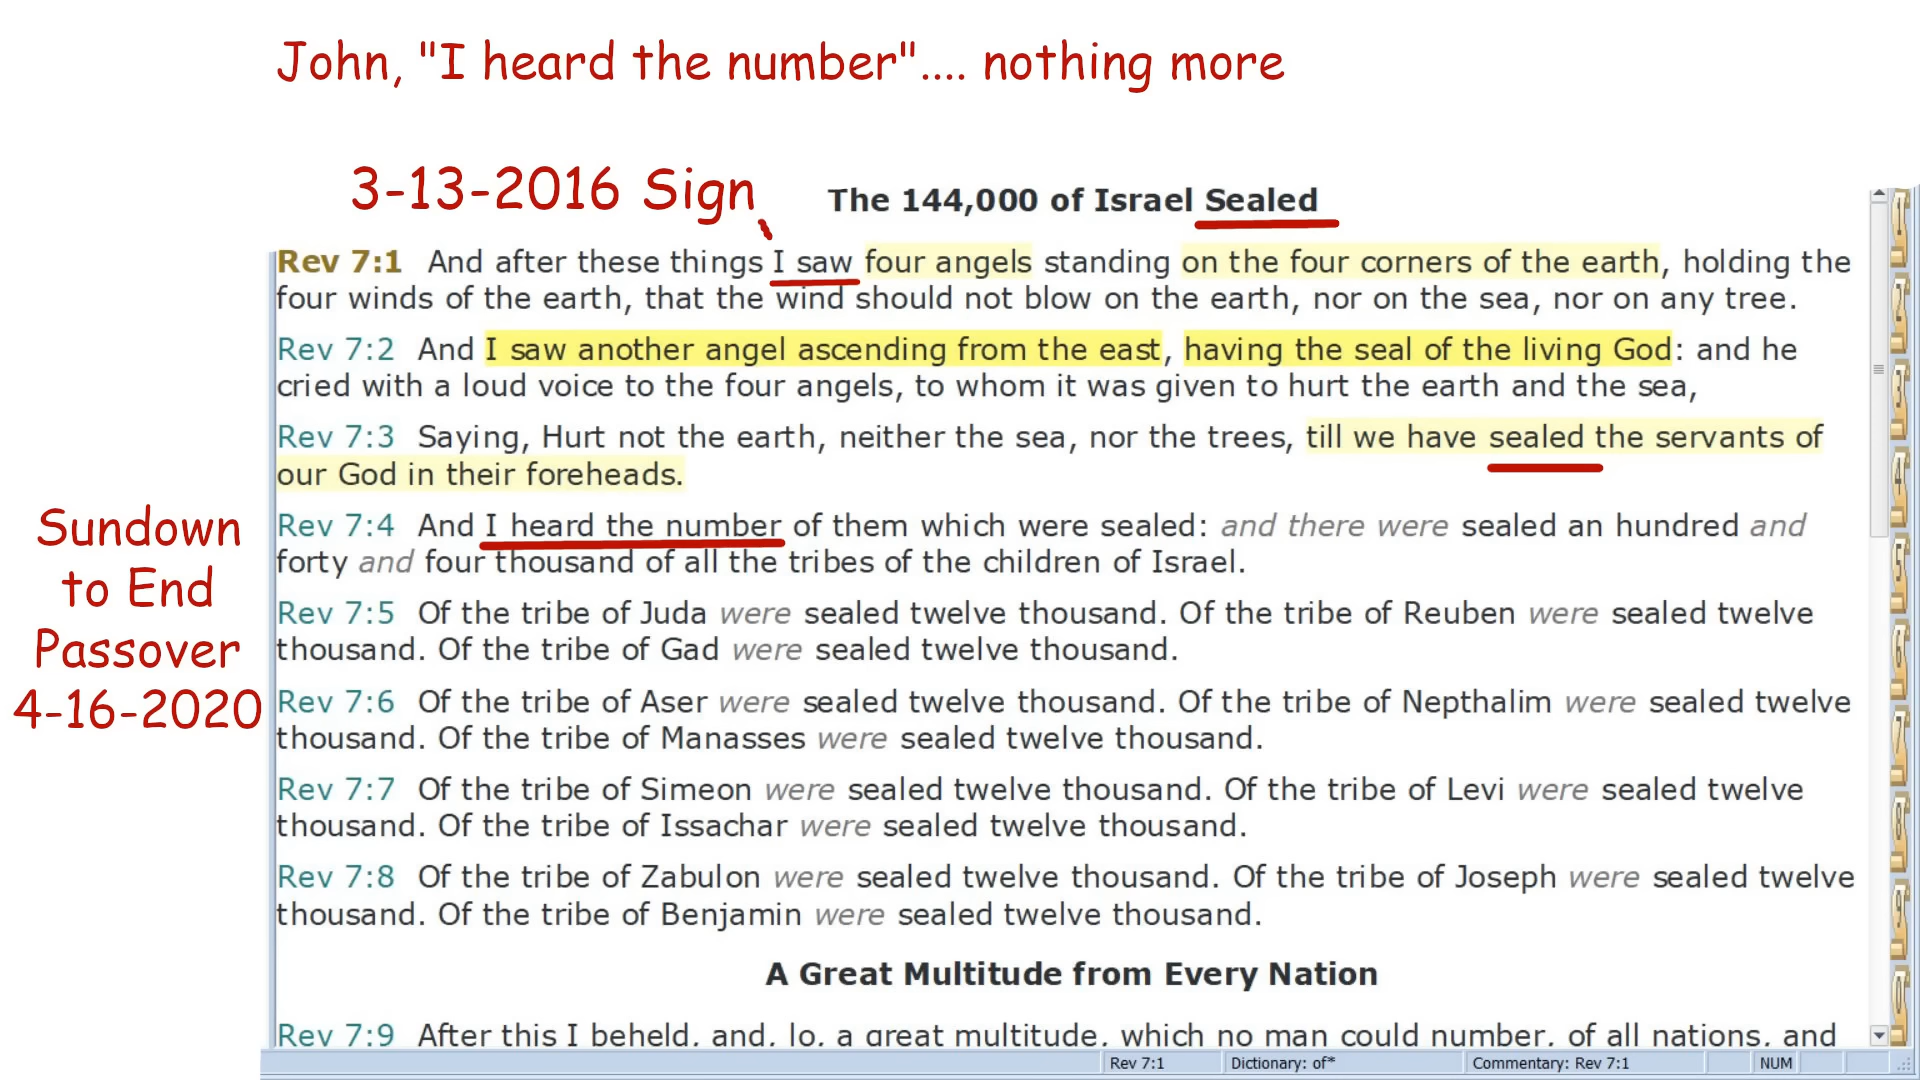 John, "I heard the number".... nothing more
3-13-2016 Sign
The 144,000 of Israel Sealed
Rev 7:1 And after these things I saw four angels standing on the four corners of the earth, holding the
four winds of the earth, that the wind should not blow on the earth, nor on the sea, nor on any tree.
Rev 7:2 And I saw another angel ascending from the east, having the seal of the living God: and he
cried with a loud voice to the four angels, to whom it was given to hurt the earth and the sea,
Rev 7:3 Saying, Hurt not the earth, neither the sea, nor the trees, till we have sealed the servants of
our God in their foreheads.
Sundown
to End
Passover
4-16-2020
Rev 7:4 And I heard the number of them which were sealed: and there were sealed an hundred and
forty and four thousand of all the tribes of the children of Israel.
Rev 7:5 Of the tribe of Juda were sealed twelve thousand. Of the tribe of Reuben were sealed twelve
thousand. Of the tribe of Gad were sealed twelve thousand.
Rev 7:6 Of the tribe of Aser were sealed twelve thousand. Of the tribe of Nepthalim were sealed twelve
thousand. Of the tribe of Manasses were sealed twelve thousand.
Rev 7:7 Of the tribe of Simeon were sealed twelve thousand. Of the tribe of Levi were sealed twelve
thousand. Of the tribe of Issachar were sealed twelve thousand.
Rev 7:8 Of the tribe of Zabulon were sealed twelve thousand. Of the tribe of Joseph were sealed twelve
thousand. Of the tribe of Benjamin were sealed twelve thousand.
A Great Multitude from Every Nation
Rev 7:9 After this I beheld, and, lo, a great multitude, which no man could number, of all nations, and
1
2
3
4
5
6
7
8
9
0
Rev 7:1
Dictionary: of*
Commentary: Rev 7:1
NUM